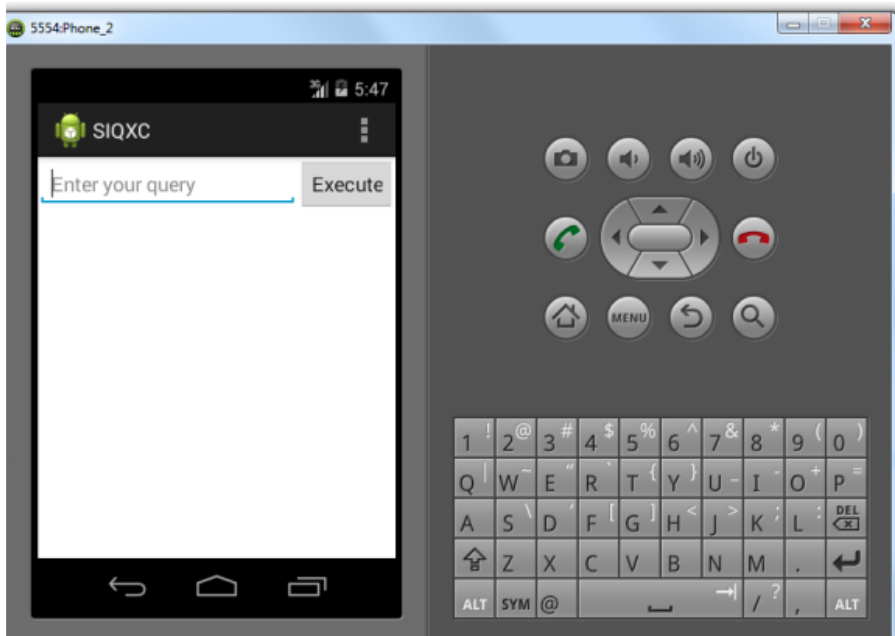 5554:Phone_2
3G 5:47
SIQXC
Enter your query Execute
MENU
1 ! 2 @ 3 # 4 $ 5 % 6 ^ 7 & 8 * 9 ( 0 )
Q | W ~ E “ R ` T { Y } U _ I - O + P =
A S \ D ‘ F [ G ] H < J > K ; L : DEL
Z X C V B N M .
ALT SYM @ / ? , ALT